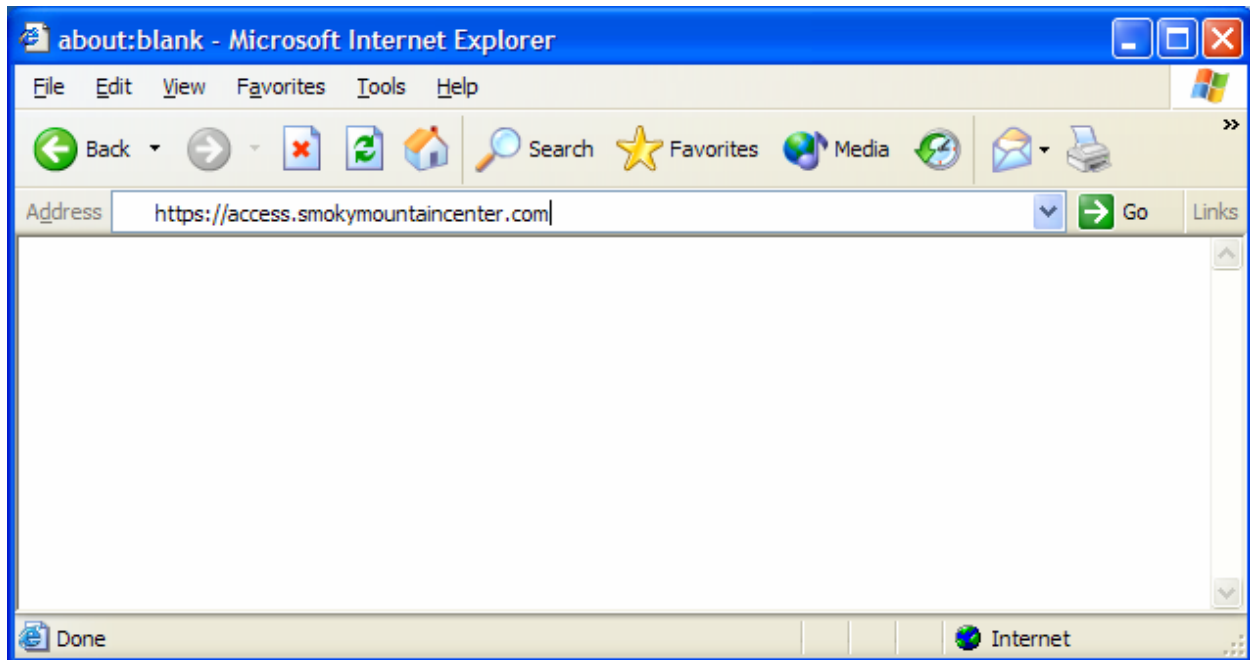 about:blank - Microsoft Internet Explorer
File Edit View Favorites Tools Help
Back Search Favorites Media »
Address https://access.smokymountaincenter.com Go Links
Done Internet